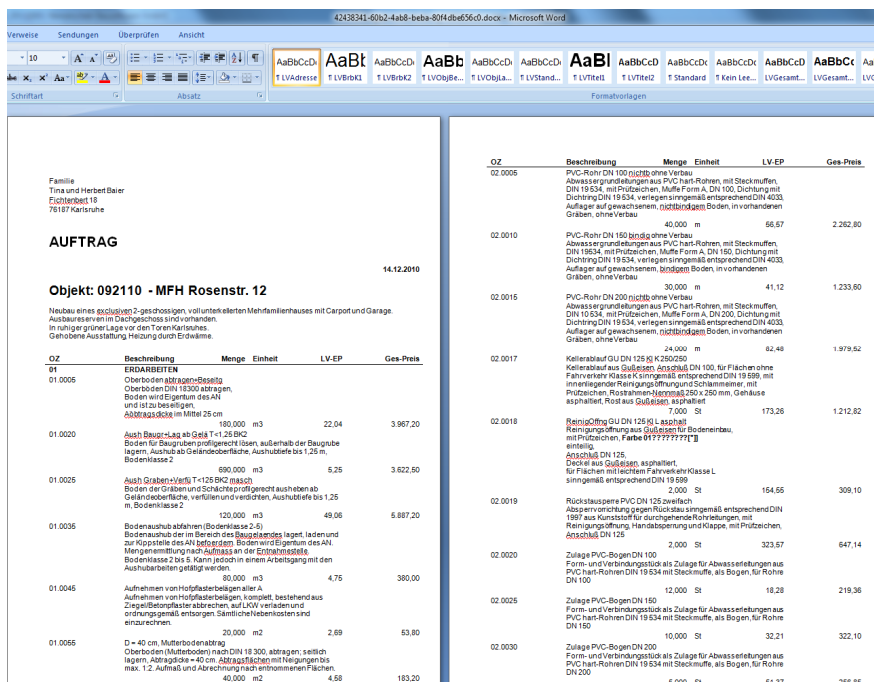 42438341-60b2-4ab8-beba-80f4dbe656c0.docx - Microsoft Word
Verweise Sendungen Überprüfen Ansicht
10
AaBbCcDc AaBbC AaBbCcDc AaBb AaBbCcDc AaBbCcDc AaBl AaBbCcD AaBbCcDc AaBbCcDc AaBbCcD AaBbCc
¶ LVAdresse ¶ LVBrbK1 ¶ LVBrbK2 ¶ LVObjBe... ¶ LVObjLa... ¶ LVStand... ¶ LVTitel1 ¶ LVTitel2 ¶ Standard ¶ Kein Lee... LVGesamt... LVGesamt...
Schriftart Absatz Formatvorlagen
Familie
Tina und Herbert Baier
Fichtenbert 18
76187 Karlsruhe
AUFTRAG
14.12.2010
Objekt: 092110 - MFH Rosenstr. 12
Neubau eines exclusiven 2-geschossigen, voll unterkellerten Mehrfamilienhauses mit Carport und Garage.
Ausbaureserven im Dachgeschoss sind vorhanden.
In ruhiger grüner Lage vor den Toren Karlsruhes.
Gehobene Ausstattung, Heizung durch Erdwärme.
OZ Beschreibung Menge Einheit LV-EP Ges-Preis
01 ERDARBEITEN
01.0005 Oberboden abtragen+Beseitg
Oberböden DIN 18300 abtragen,
Boden wird Eigentum des AN
und ist zu beseitigen,
Aöbtragsdicke im Mittel 25 cm
180,000 m3 22,04 3.967,20
01.0020 Aush Baugr+Lag ab Gelä T<1,25 BK2
Boden für Baugruben profilgerecht lösen, außerhalb der Baugrube
lagern, Aushub ab Geländeoberfläche, Aushubtiefe bis 1,25 m,
Bodenklasse 2
690,000 m3 5,25 3.622,50
01.0025 Aush Graben+Verfü T<125 BK2 masch
Boden der Gräben und Schächte profilgerecht ausheben ab
Geländeoberfläche, verfüllen und verdichten, Aushubtiefe bis 1,25
m, Bodenklasse 2
120,000 m3 49,06 5.887,20
01.0035 Bodenaushub abfahren (Bodenklasse 2-5)
Bodenaushub der im Bereich des Baugelaendes lagert, laden und
zur Kippstelle des AN befoerdern. Boden wird Eigentum des AN.
Mengenermittlung nach Aufmass an der Entnahmestelle.
Bodenklasse 2 bis 5. Kann jedoch in einem Arbeitsgang mit den
Aushubarbeiten getätigt werden.
80,000 m3 4,75 380,00
01.0045 Aufnehmen von Hofpflasterbelägen aller A
Aufnehmen von Hofpflasterbelägen, komplett, bestehend aus
Ziegel/Betonpflaster abbrechen, auf LKW verladen und
ordnungsgemäß entsorgen. Sämtliche Nebenkosten sind
einzurechnen.
20,000 m2 2,69 53,80
01.0055 D = 40 cm, Mutterbodenabtrag
Oberboden (Mutterboden) nach DIN 18 300, abtragen; seitlich
lagern, Abtragdicke = 40 cm. Abtragsflächen mit Neigungen bis
max. 1:2. Aufmaß und Abrechnung nach entnommenen Flächen.
40,000 m2 4,58 183,20
OZ Beschreibung Menge Einheit LV-EP Ges-Preis
02.0005 PVC-Rohr DN 100 nichtb ohne Verbau
Abwassergrundleitungen aus PVC hart-Rohren, mit Steckmuffen,
DIN 19 534, mit Prüfzeichen, Muffe Form A, DN 100, Dichtung mit
Dichtring DIN 19 534, verlegen sinngemäß entsprechend DIN 4033,
Auflager auf gewachsenem, nichtbindigem Boden, in vorhandenen
Gräben, ohne Verbau
40,000 m 56,57 2.262,80
02.0010 PVC-Rohr DN 150 bindig ohne Verbau
Abwassergrundleitungen aus PVC hart-Rohren, mit Steckmuffen,
DIN 19534, mit Prüfzeichen, Muffe Form A, DN 150, Dichtung mit
Dichtring DIN 19 534, verlegen sinngemäß entsprechend DIN 4033,
Auflager auf gewachsenem, bindigem Boden, in vorhandenen
Gräben, ohne Verbau
30,000 m 41,12 1.233,60
02.0015 PVC-Rohr DN 200 nichtb ohne Verbau
Abwassergrundleitungen aus PVC hart-Rohren, mit Steckmuffen,
DIN 10 534, mit Prüfzeichen, Muffe Form A, DN 200, Dichtung mit
Dichtring DIN 19 534, verlegen sinngemäß entsprechend DIN 4033,
Auflager auf gewachsenem, nichtbindigem Boden, in vorhandenen
Gräben, ohne Verbau
24,000 m 82,48 1.979,52
02.0017 Kellerablauf GU DN 125 Kl K 250/250
Kellerablauf aus Gußeisen, Anschluß DN 100, für Flächen ohne
Fahrverkehr Klasse K sinngemäß entsprechend DIN 19 599, mit
innenliegender Reinigungsöffnung und Schlammeimer, mit
Prüfzeichen, Rostrahmen-Nennmaß 250 x 250 mm, Gehäuse
asphaltiert, Rost aus Gußeisen, asphaltiert
7,000 St 173,26 1.212,82
02.0018 ReinigOffng GU DN 125 Kl L asphalt
Reinigungsöffnung aus Gußeisen für Bodeneinbau,
mit Prüfzeichen, Farbe 01????????["]]
einteilig,
Anschluß DN 125,
Deckel aus Gußeisen, asphaltiert,
für Flächen mit leichtem Fahrverkehr Klasse L
sinngemäß entsprechend DIN 19 599
2,000 St 154,55 309,10
02.0019 Rückstausperre PVC DN 125 zweifach
Absperrvorrichtung gegen Rückstau sinngemäß entsprechend DIN
1997 aus Kunststoff für durchgehende Rohrleitungen, mit
Reinigungsöffnung, Handabsperrung und Klappe, mit Prüfzeichen,
Anschluß DN 125
2,000 St 323,57 647,14
02.0020 Zulage PVC-Bogen DN 100
Form- und Verbindungsstück als Zulage für Abwasserleitungen aus
PVC hart-Rohren DIN 19 534 mit Steckmuffe, als Bogen, für Rohre
DN 100
12,000 St 18,28 219,36
02.0025 Zulage PVC-Bogen DN 150
Form- und Verbindungsstück als Zulage für Abwasserleitungen aus
PVC hart-Rohren DIN 19 534 mit Steckmuffe, als Bogen, für Rohre
DN 150
10,000 St 32,21 322,10
02.0030 Zulage PVC-Bogen DN 200
Form- und Verbindungsstück als Zulage für Abwasserleitungen aus
PVC hart-Rohren DIN 19 534 mit Steckmuffe, als Bogen, für Rohre
DN 200
5,000 St 51,37 256,85